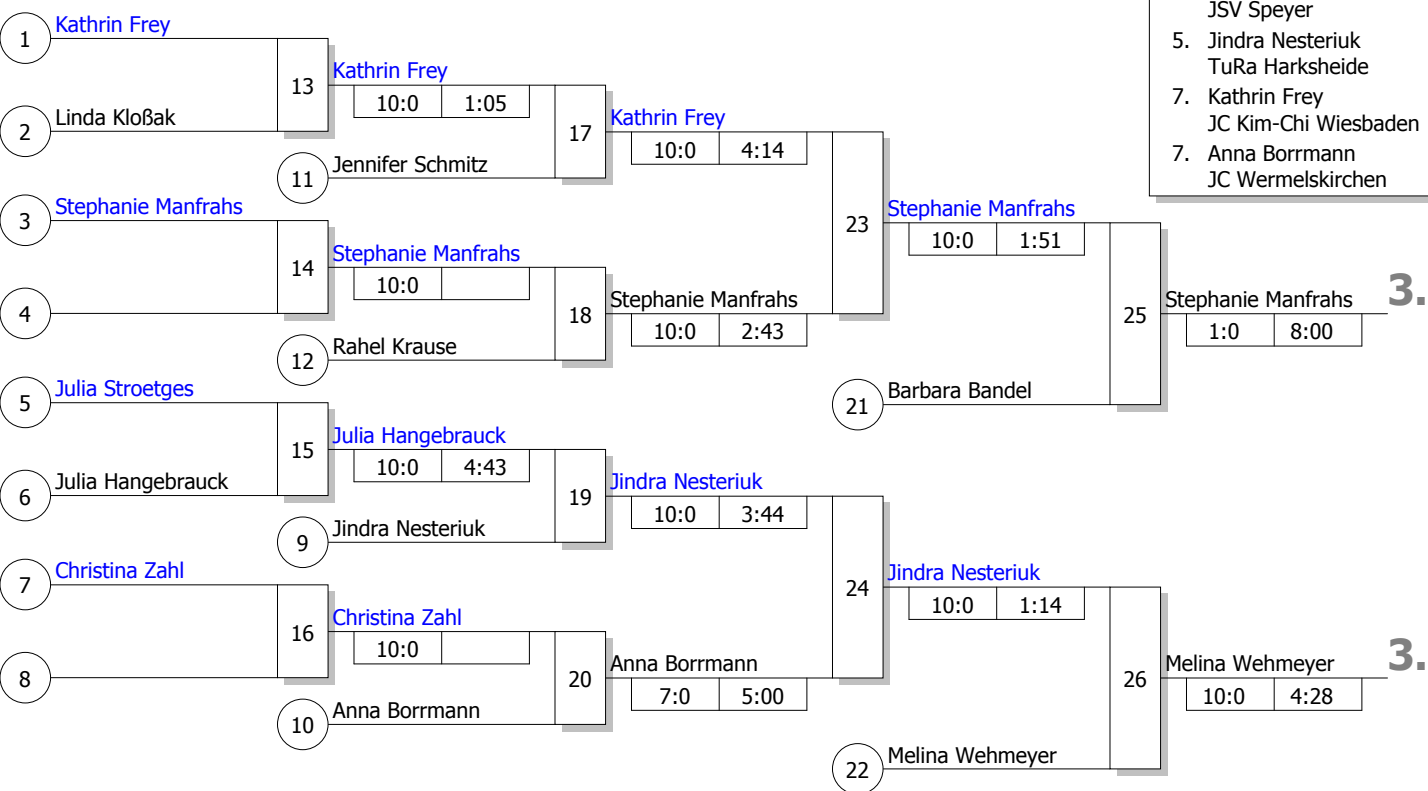 JSV Speyer
5. Jindra Nesteriuk
TuRa Harksheide
7. Kathrin Frey
JC Kim-Chi Wiesbaden
7. Anna Borrmann
JC Wermelskirchen
1 Kathrin Frey
2 Linda Kloßak
3 Stephanie Manfrahs
4
5 Julia Stroetges
6 Julia Hangebrauck
7 Christina Zahl
8
13 Kathrin Frey
10:0 1:05
11 Jennifer Schmitz
14 Stephanie Manfrahs
10:0
12 Rahel Krause
15 Julia Hangebrauck
10:0 4:43
9 Jindra Nesteriuk
16 Christina Zahl
10:0
10 Anna Borrmann
17 Kathrin Frey
10:0 4:14
18 Stephanie Manfrahs
10:0 2:43
19 Jindra Nesteriuk
10:0 3:44
20 Anna Borrmann
7:0 5:00
23 Stephanie Manfrahs
10:0 1:51
21 Barbara Bandel
24 Jindra Nesteriuk
10:0 1:14
22 Melina Wehmeyer
25 Stephanie Manfrahs 3.
1:0 8:00
26 Melina Wehmeyer 3.
10:0 4:28